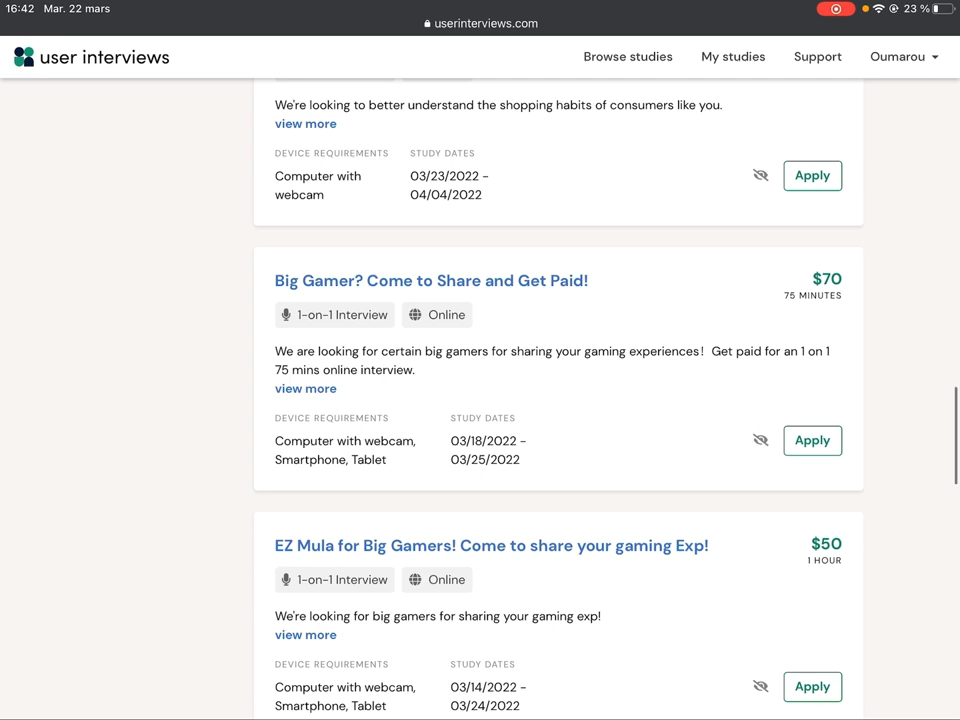 16:42 Mar. 22 mars
23 %
userinterviews.com
user interviews
Browse studies
My studies
Support
Oumarou
We're looking to better understand the shopping habits of consumers like you.
view more
DEVICE REQUIREMENTS
STUDY DATES
Computer with
webcam
03/23/2022 -
04/04/2022
Apply
Big Gamer? Come to Share and Get Paid!
$70
75 MINUTES
1-on-1 Interview
Online
We are looking for certain big gamers for sharing your gaming experiences! Get paid for an 1 on 1
75 mins online interview.
view more
DEVICE REQUIREMENTS
STUDY DATES
Computer with webcam,
Smartphone, Tablet
03/18/2022 -
03/25/2022
Apply
EZ Mula for Big Gamers! Come to share your gaming Exp!
$50
1 HOUR
1-on-1 Interview
Online
We're looking for big gamers for sharing your gaming exp!
view more
DEVICE REQUIREMENTS
STUDY DATES
Computer with webcam,
Smartphone, Tablet
03/14/2022 -
03/24/2022
Apply